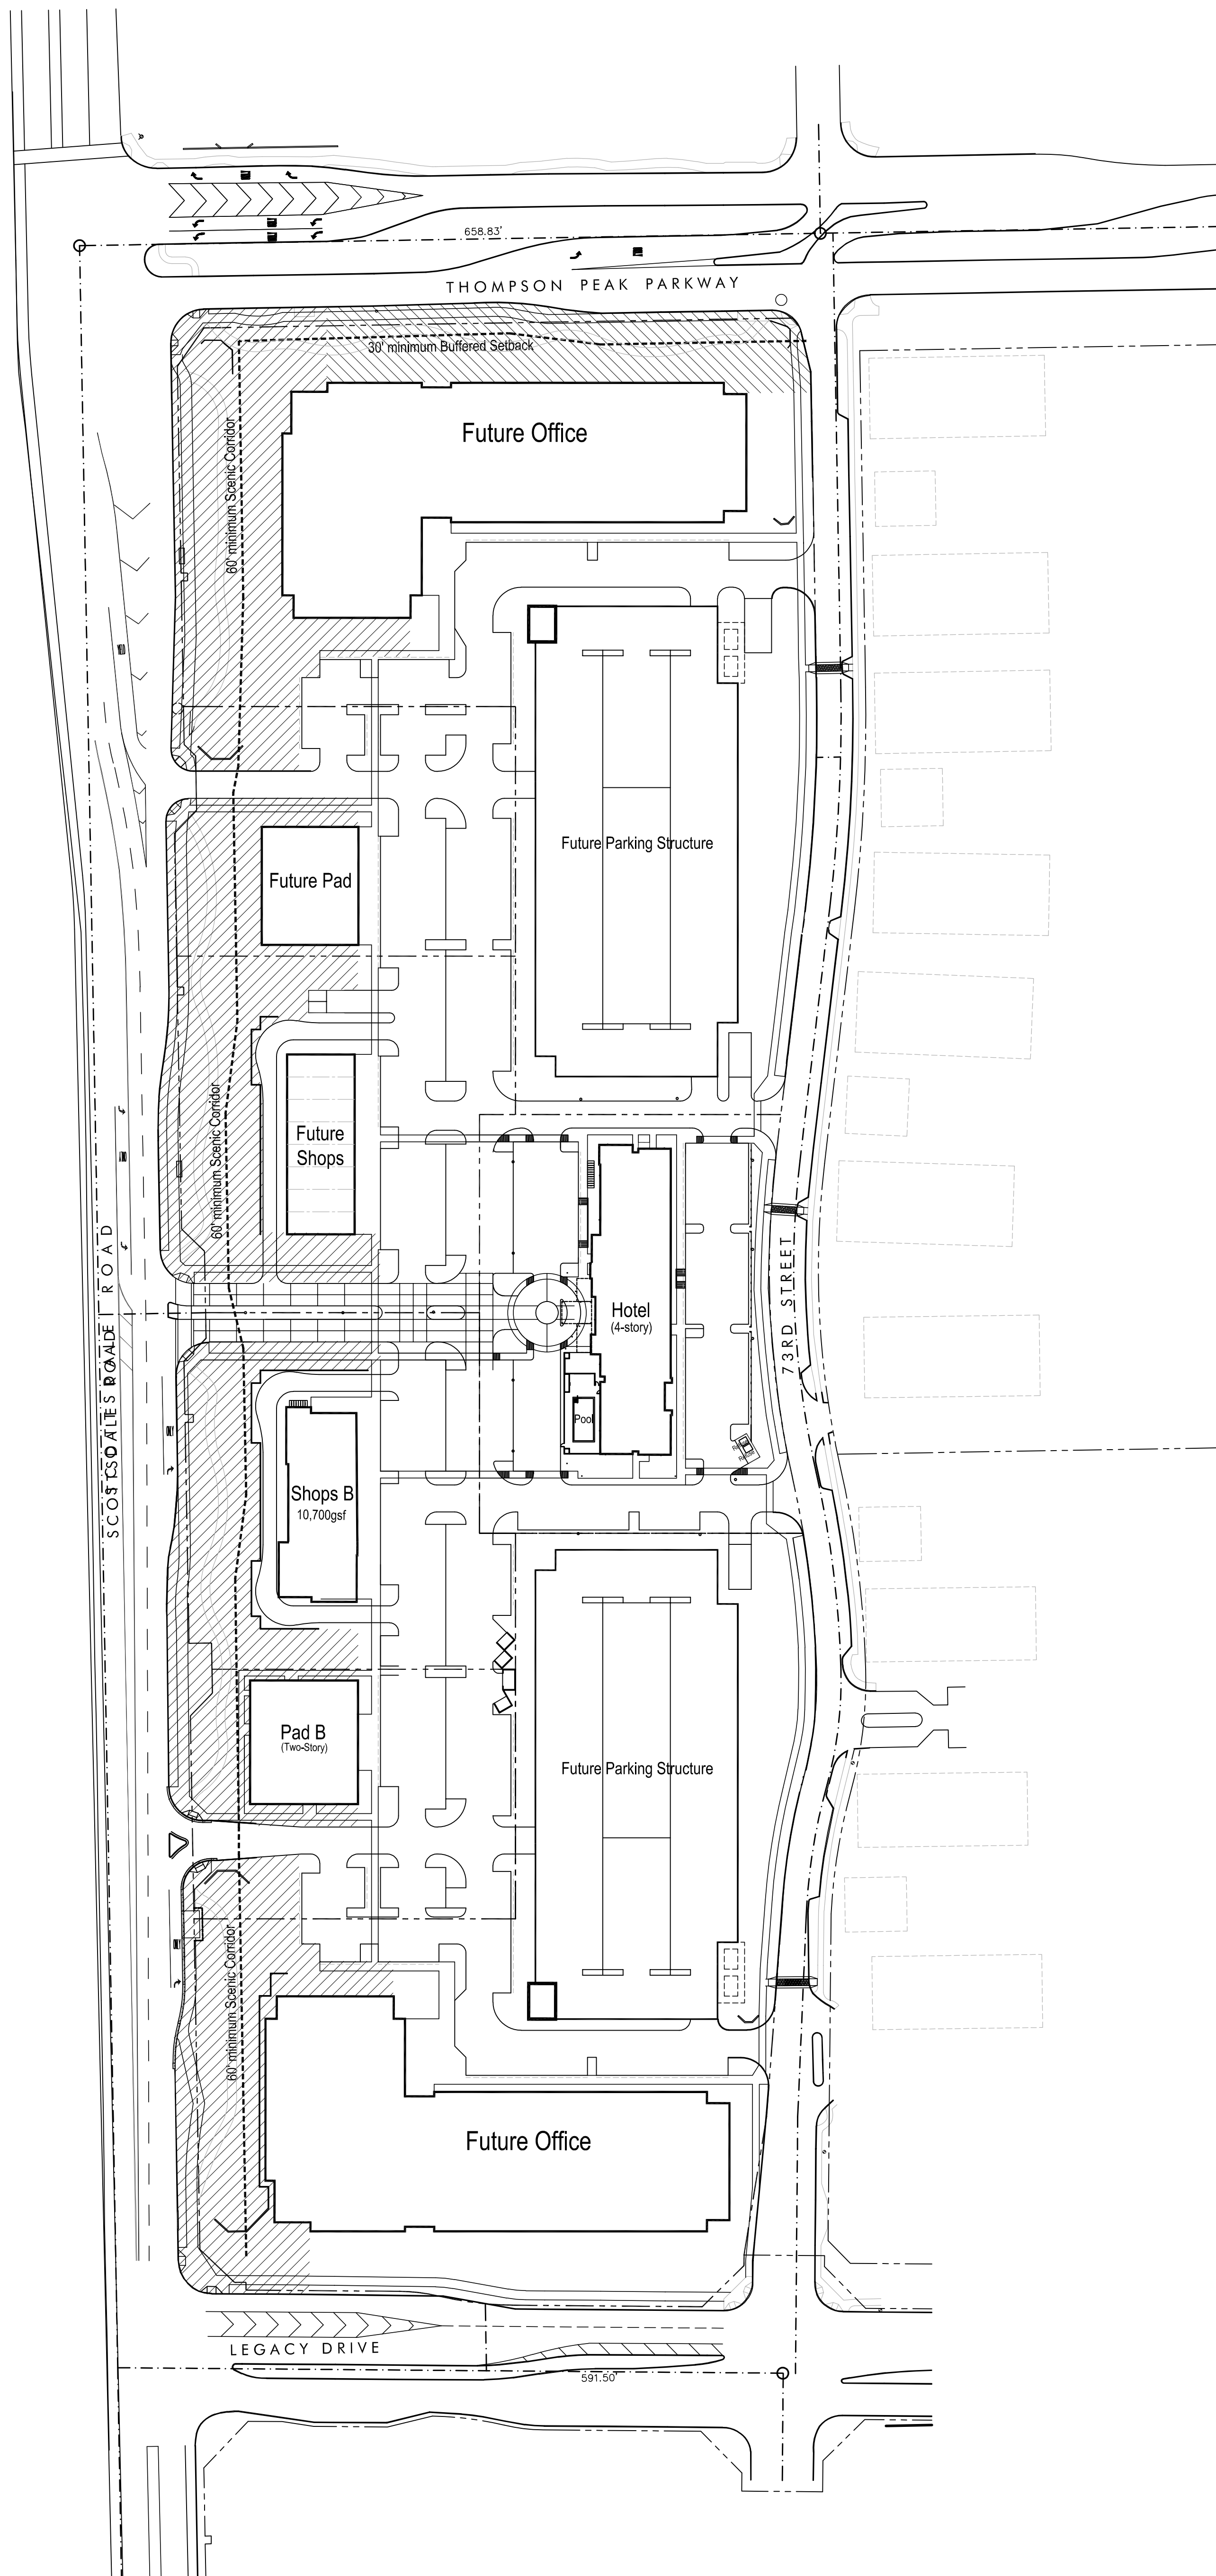 658.83'
THOMPSON PEAK PARKWAY
30' minimum Buffered Setback
Future Office
60' minimum Scenic Corridor
Future Parking Structure
Future Pad
Future
Shops
60' minimum Scenic Corridor
SCOTTSDALE ROAD
73RD STREET
Hotel
(4-story)
Pool
Shops B
10,700gsf
Pad B
(Two-Story)
Future Parking Structure
60' minimum Scenic Corridor
Future Office
LEGACY DRIVE
591.50'